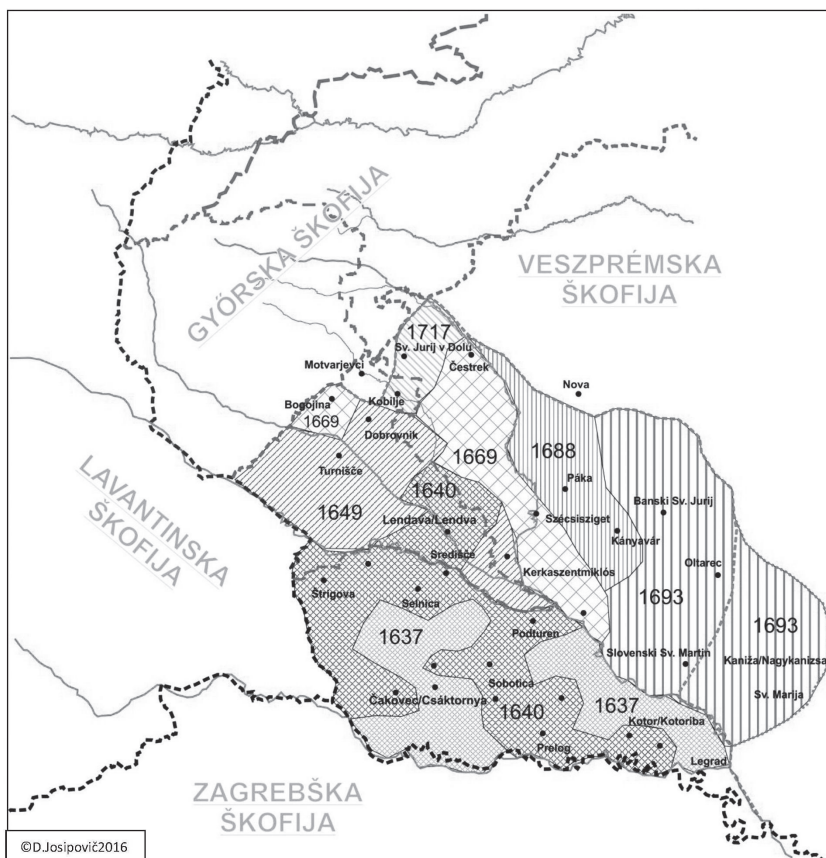 GYŐRSKA ŠKOFIJA
VESZPRÉMSKA
ŠKOFIJA
1717
Sv. Jurij v Dolu
Čestrek
Motvarjevci
Nova
Kobilje
Bogojina
1669
Dobrovnik
1669
1688
Turnišče
LAVANTINSKA
ŠKOFIJA
1640
Páka
Banski Sv. Jurij
1649
Lendava/Lendva
Szécsisziget
Kányavár
Središče
Kerkaszentmiklós
Oltarec
Štrigova
Selnica
1693
1693
Podturen
1637
Slovenski Sv. Martin
Kaniža/Nagykanizsa
Sobotica
Čakovec/Csáktornya
1637
Sv. Marija
1640
Kotor/Kotoriba
Prelog
Legrad
ZAGREBŠKA
ŠKOFIJA
©D.Josipovič2016